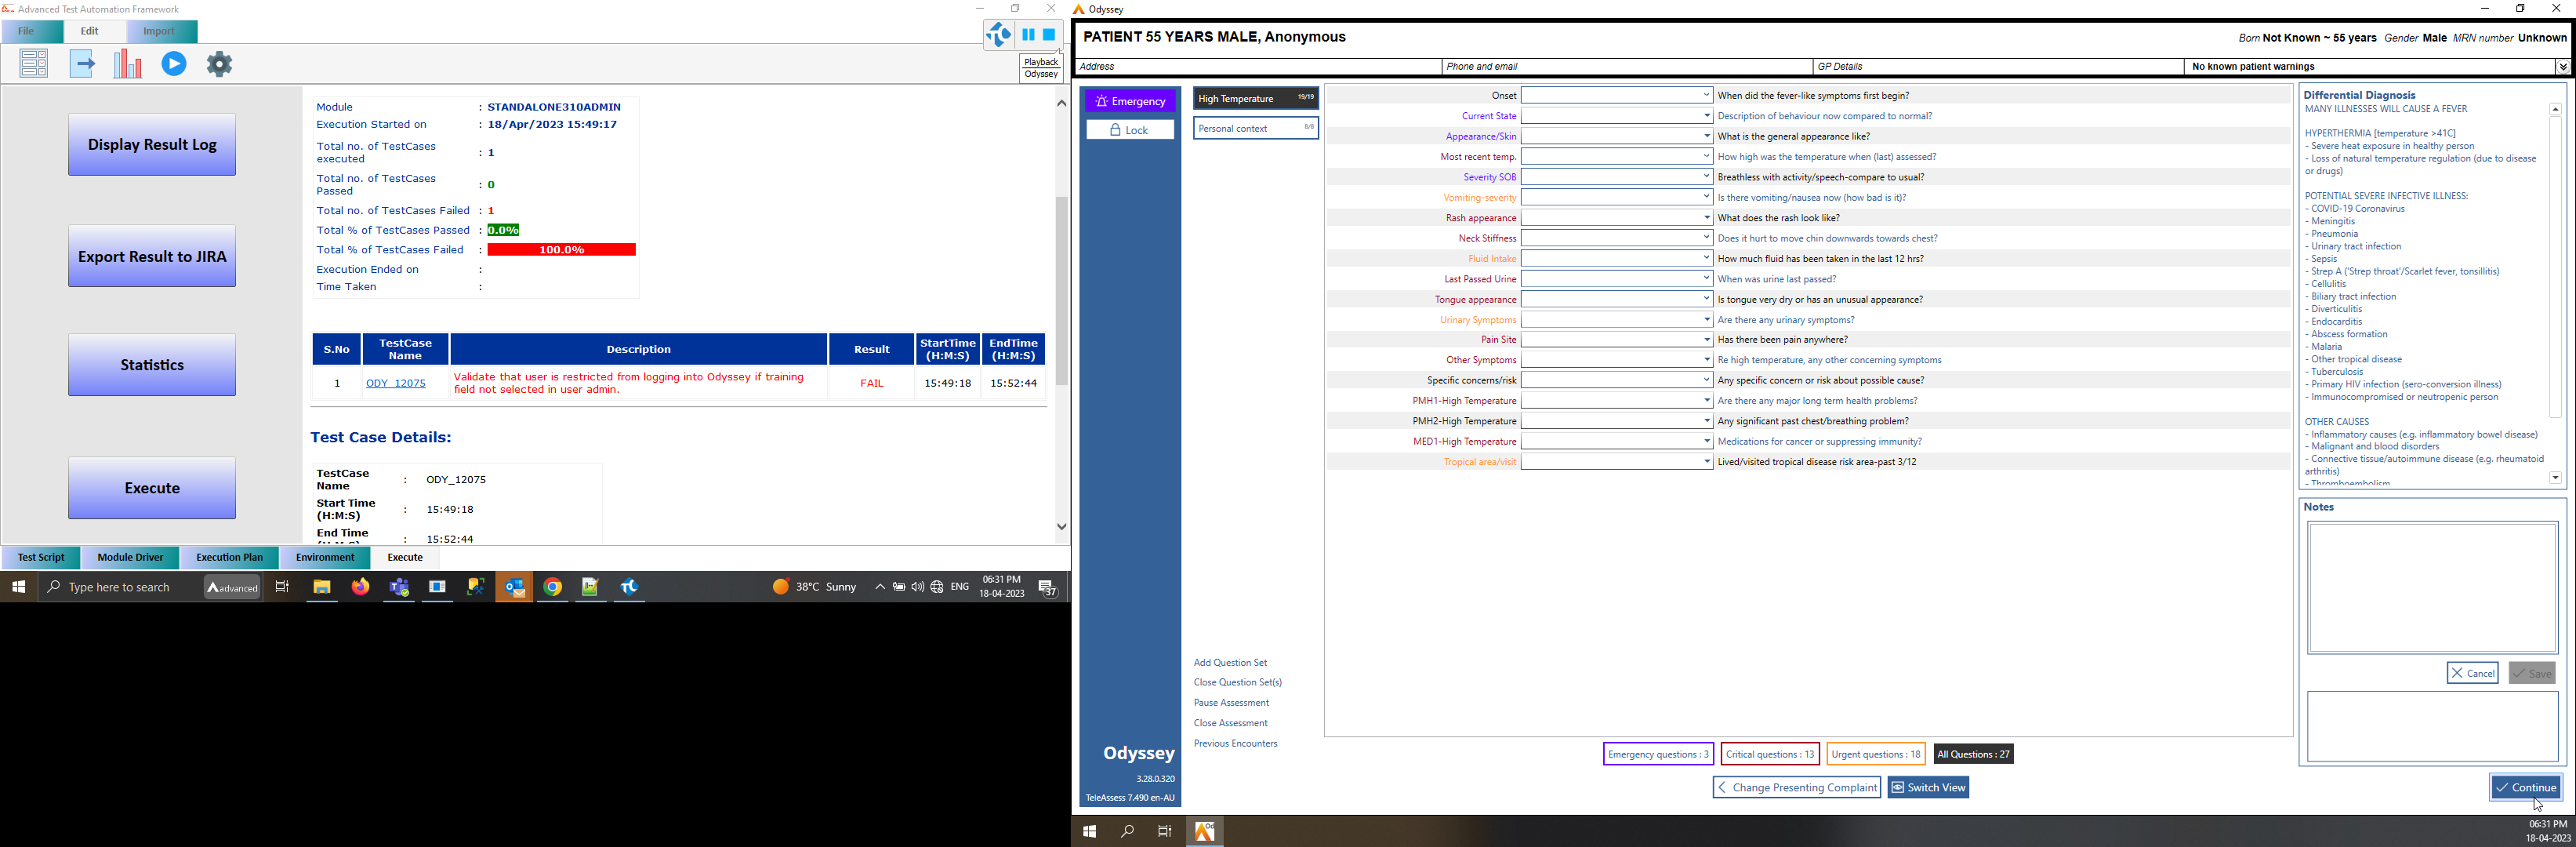 Advanced Test Automation Framework
File
Edit
Import
Playback
Odyssey
Display Result Log
Export Result to JIRA
Statistics
Execute
Module : STANDALONE310ADMIN
Execution Started on : 18/Apr/2023 15:49:17
Total no. of TestCases executed : 1
Total no. of TestCases Passed : 0
Total no. of TestCases Failed : 1
Total % of TestCases Passed : 0.0%
Total % of TestCases Failed : 100.0%
Execution Ended on :
Time Taken :
S.No TestCase Name Description Result StartTime (H:M:S) EndTime (H:M:S)
1 ODY_12075 Validate that user is restricted from logging into Odyssey if training field not selected in user admin. FAIL 15:49:18 15:52:44
Test Case Details:
TestCase Name : ODY_12075
Start Time (H:M:S) : 15:49:18
End Time (H:M:S) : 15:52:44
Test Script
Module Driver
Execution Plan
Environment
Execute
Type here to search
advanced
38°C Sunny
ENG
06:31 PM
18-04-2023
37
Odyssey
PATIENT 55 YEARS MALE, Anonymous
Born Not Known ~ 55 years Gender Male MRN number Unknown
Address
Phone and email
GP Details
No known patient warnings
Emergency
Lock
High Temperature 19/19
Personal context 8/8
Onset When did the fever-like symptoms first begin?
Current State Description of behaviour now compared to normal?
Appearance/Skin What is the general appearance like?
Most recent temp. How high was the temperature when (last) assessed?
Severity SOB Breathless with activity/speech-compare to usual?
Vomiting-severity Is there vomiting/nausea now (how bad is it)?
Rash appearance What does the rash look like?
Neck Stiffness Does it hurt to move chin downwards towards chest?
Fluid Intake How much fluid has been taken in the last 12 hrs?
Last Passed Urine When was urine last passed?
Tongue appearance Is tongue very dry or has an unusual appearance?
Urinary Symptoms Are there any urinary symptoms?
Pain Site Has there been pain anywhere?
Other Symptoms Re high temperature, any other concerning symptoms
Specific concerns/risk Any specific concern or risk about possible cause?
PMH1-High Temperature Are there any major long term health problems?
PMH2-High Temperature Any significant past chest/breathing problem?
MED1-High Temperature Medications for cancer or suppressing immunity?
Tropical area/visit Lived/visited tropical disease risk area-past 3/12
Add Question Set
Close Question Set(s)
Pause Assessment
Close Assessment
Previous Encounters
Odyssey
3.28.0.320
TeleAssess 7.490 en-AU
Emergency questions : 3
Critical questions : 13
Urgent questions : 18
All Questions : 27
Change Presenting Complaint
Switch View
Differential Diagnosis
MANY ILLNESSES WILL CAUSE A FEVER
HYPERTHERMIA [temperature >41C]
- Severe heat exposure in healthy person
- Loss of natural temperature regulation (due to disease
or drugs)
POTENTIAL SEVERE INFECTIVE ILLNESS:
- COVID-19 Coronavirus
- Meningitis
- Pneumonia
- Urinary tract infection
- Sepsis
- Strep A ('Strep throat'/Scarlet fever, tonsillitis)
- Cellulitis
- Biliary tract infection
- Diverticulitis
- Endocarditis
- Abscess formation
- Malaria
- Other tropical disease
- Tuberculosis
- Primary HIV infection (sero-conversion illness)
- Immunocompromised or neutropenic person
OTHER CAUSES
- Inflammatory causes (e.g. inflammatory bowel disease)
- Malignant and blood disorders
- Connective tissue/autoimmune disease (e.g. rheumatoid
arthritis)
- Thromboembolism
Notes
Cancel
Save
Continue
06:31 PM
18-04-2023